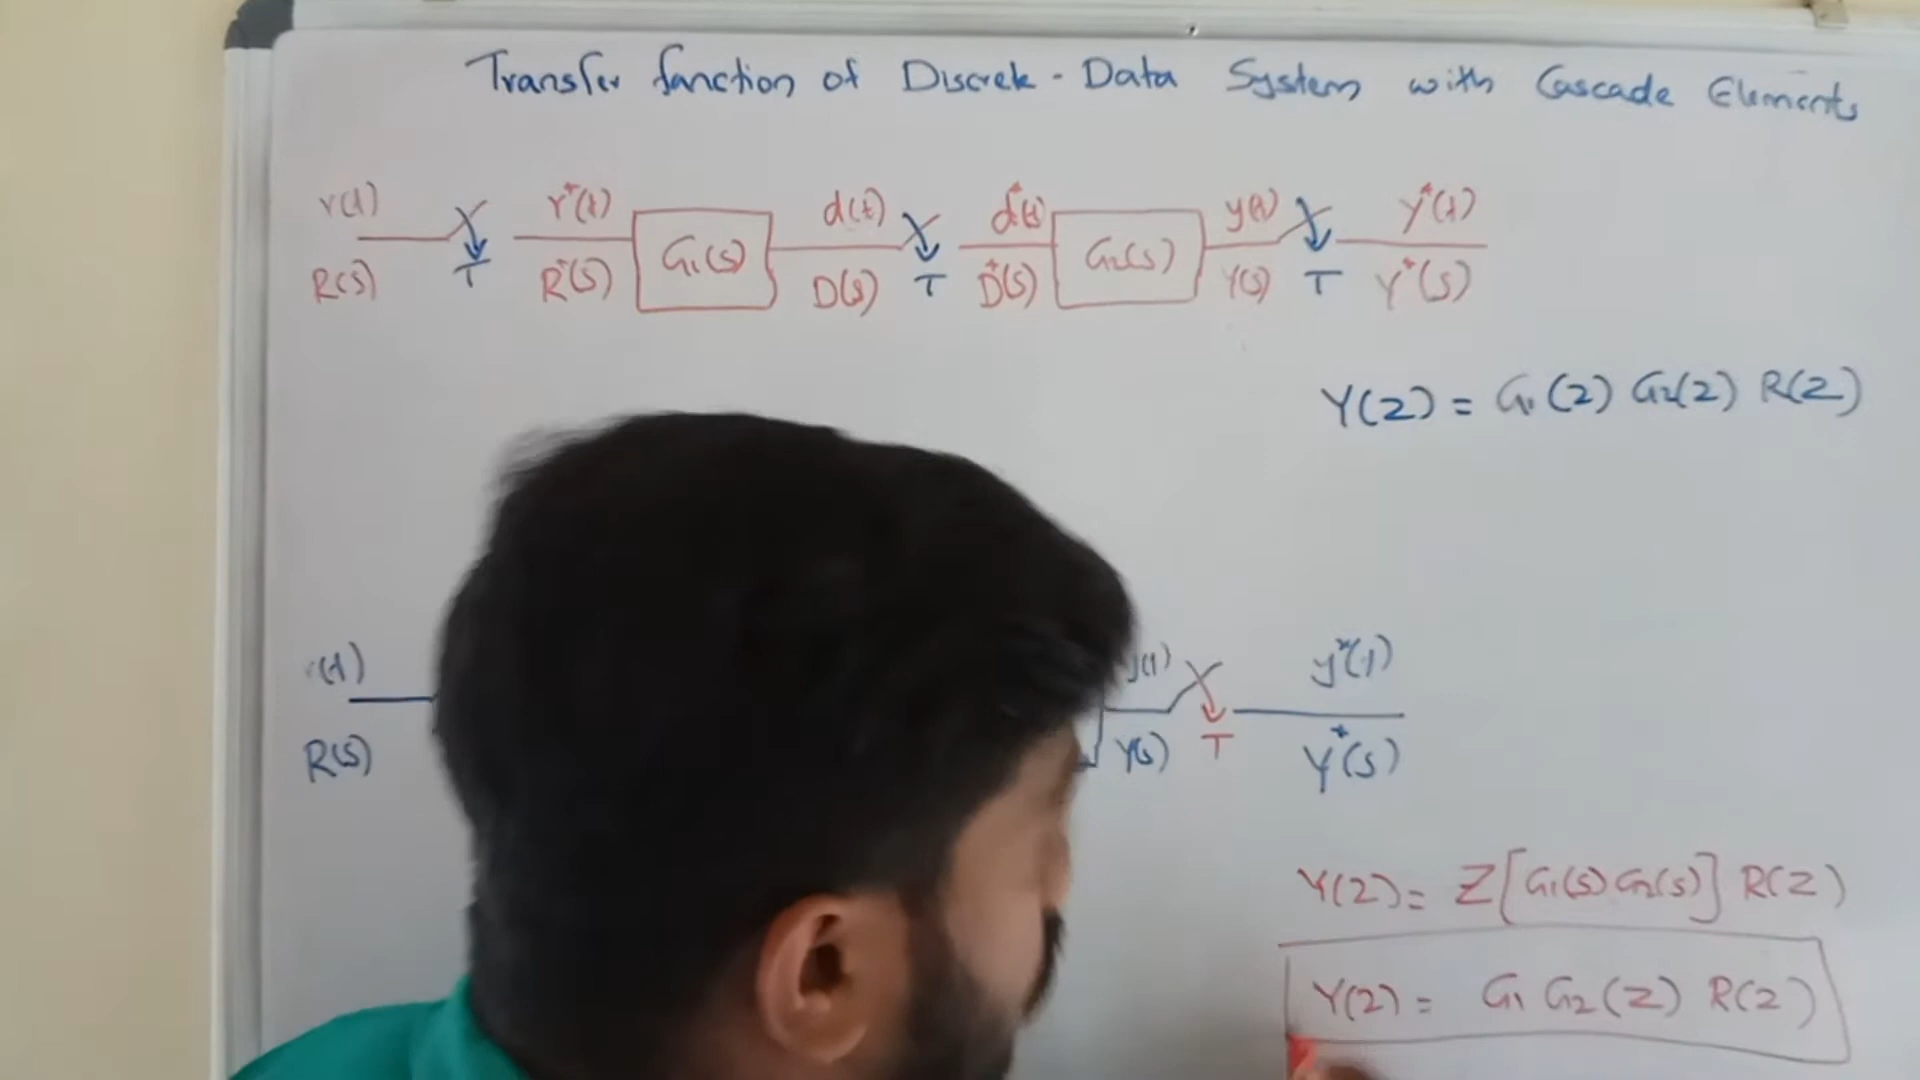 Transfer function of Discrete - Data System with Cascade Elements
r(t) r*(t) d(t) d*(t) y(t) y*(t)
G1(s) G2(s)
R(s) T R*(s) D(s) T D*(s) Y(s) T Y*(s)
Y(z) = G1(z) G2(z) R(z)
(t) y(t) y*(t)
R(s) Y(s) T Y*(s)
Y(z) = Z[G1(s) G2(s)] R(z)
Y(z) = G1 G2(z) R(z)